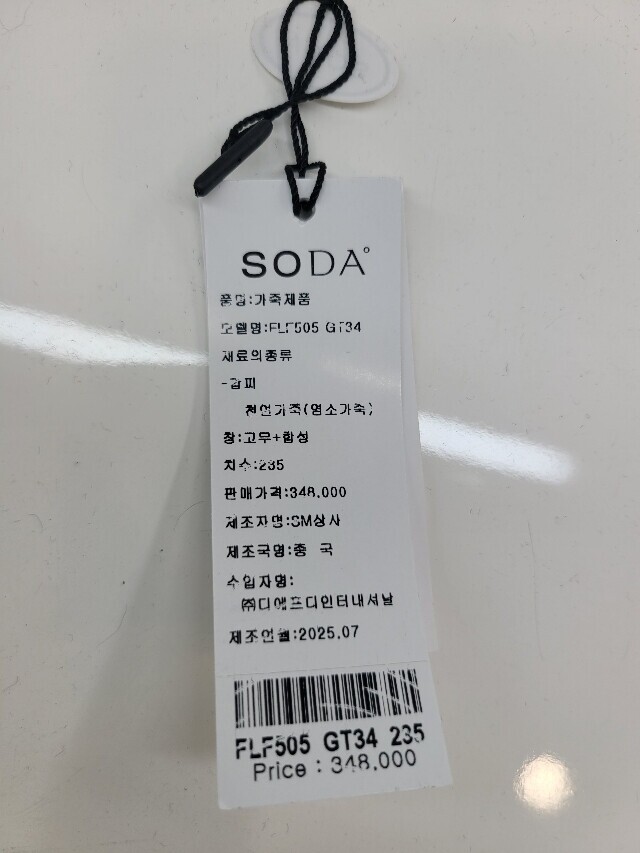 SODA
품명:가죽제품
모델명:FLF505 GT34
재료의종류
-갑피
천연가죽(염소가죽)
창:고무+합성
치수:235
판매가격:348,000
제조자명:SM상사
제조국명:중 국
수입자명:
㈜디에프디인터내셔날
제조연월:2025.07
FLF505 GT34 235
Price : 348,000